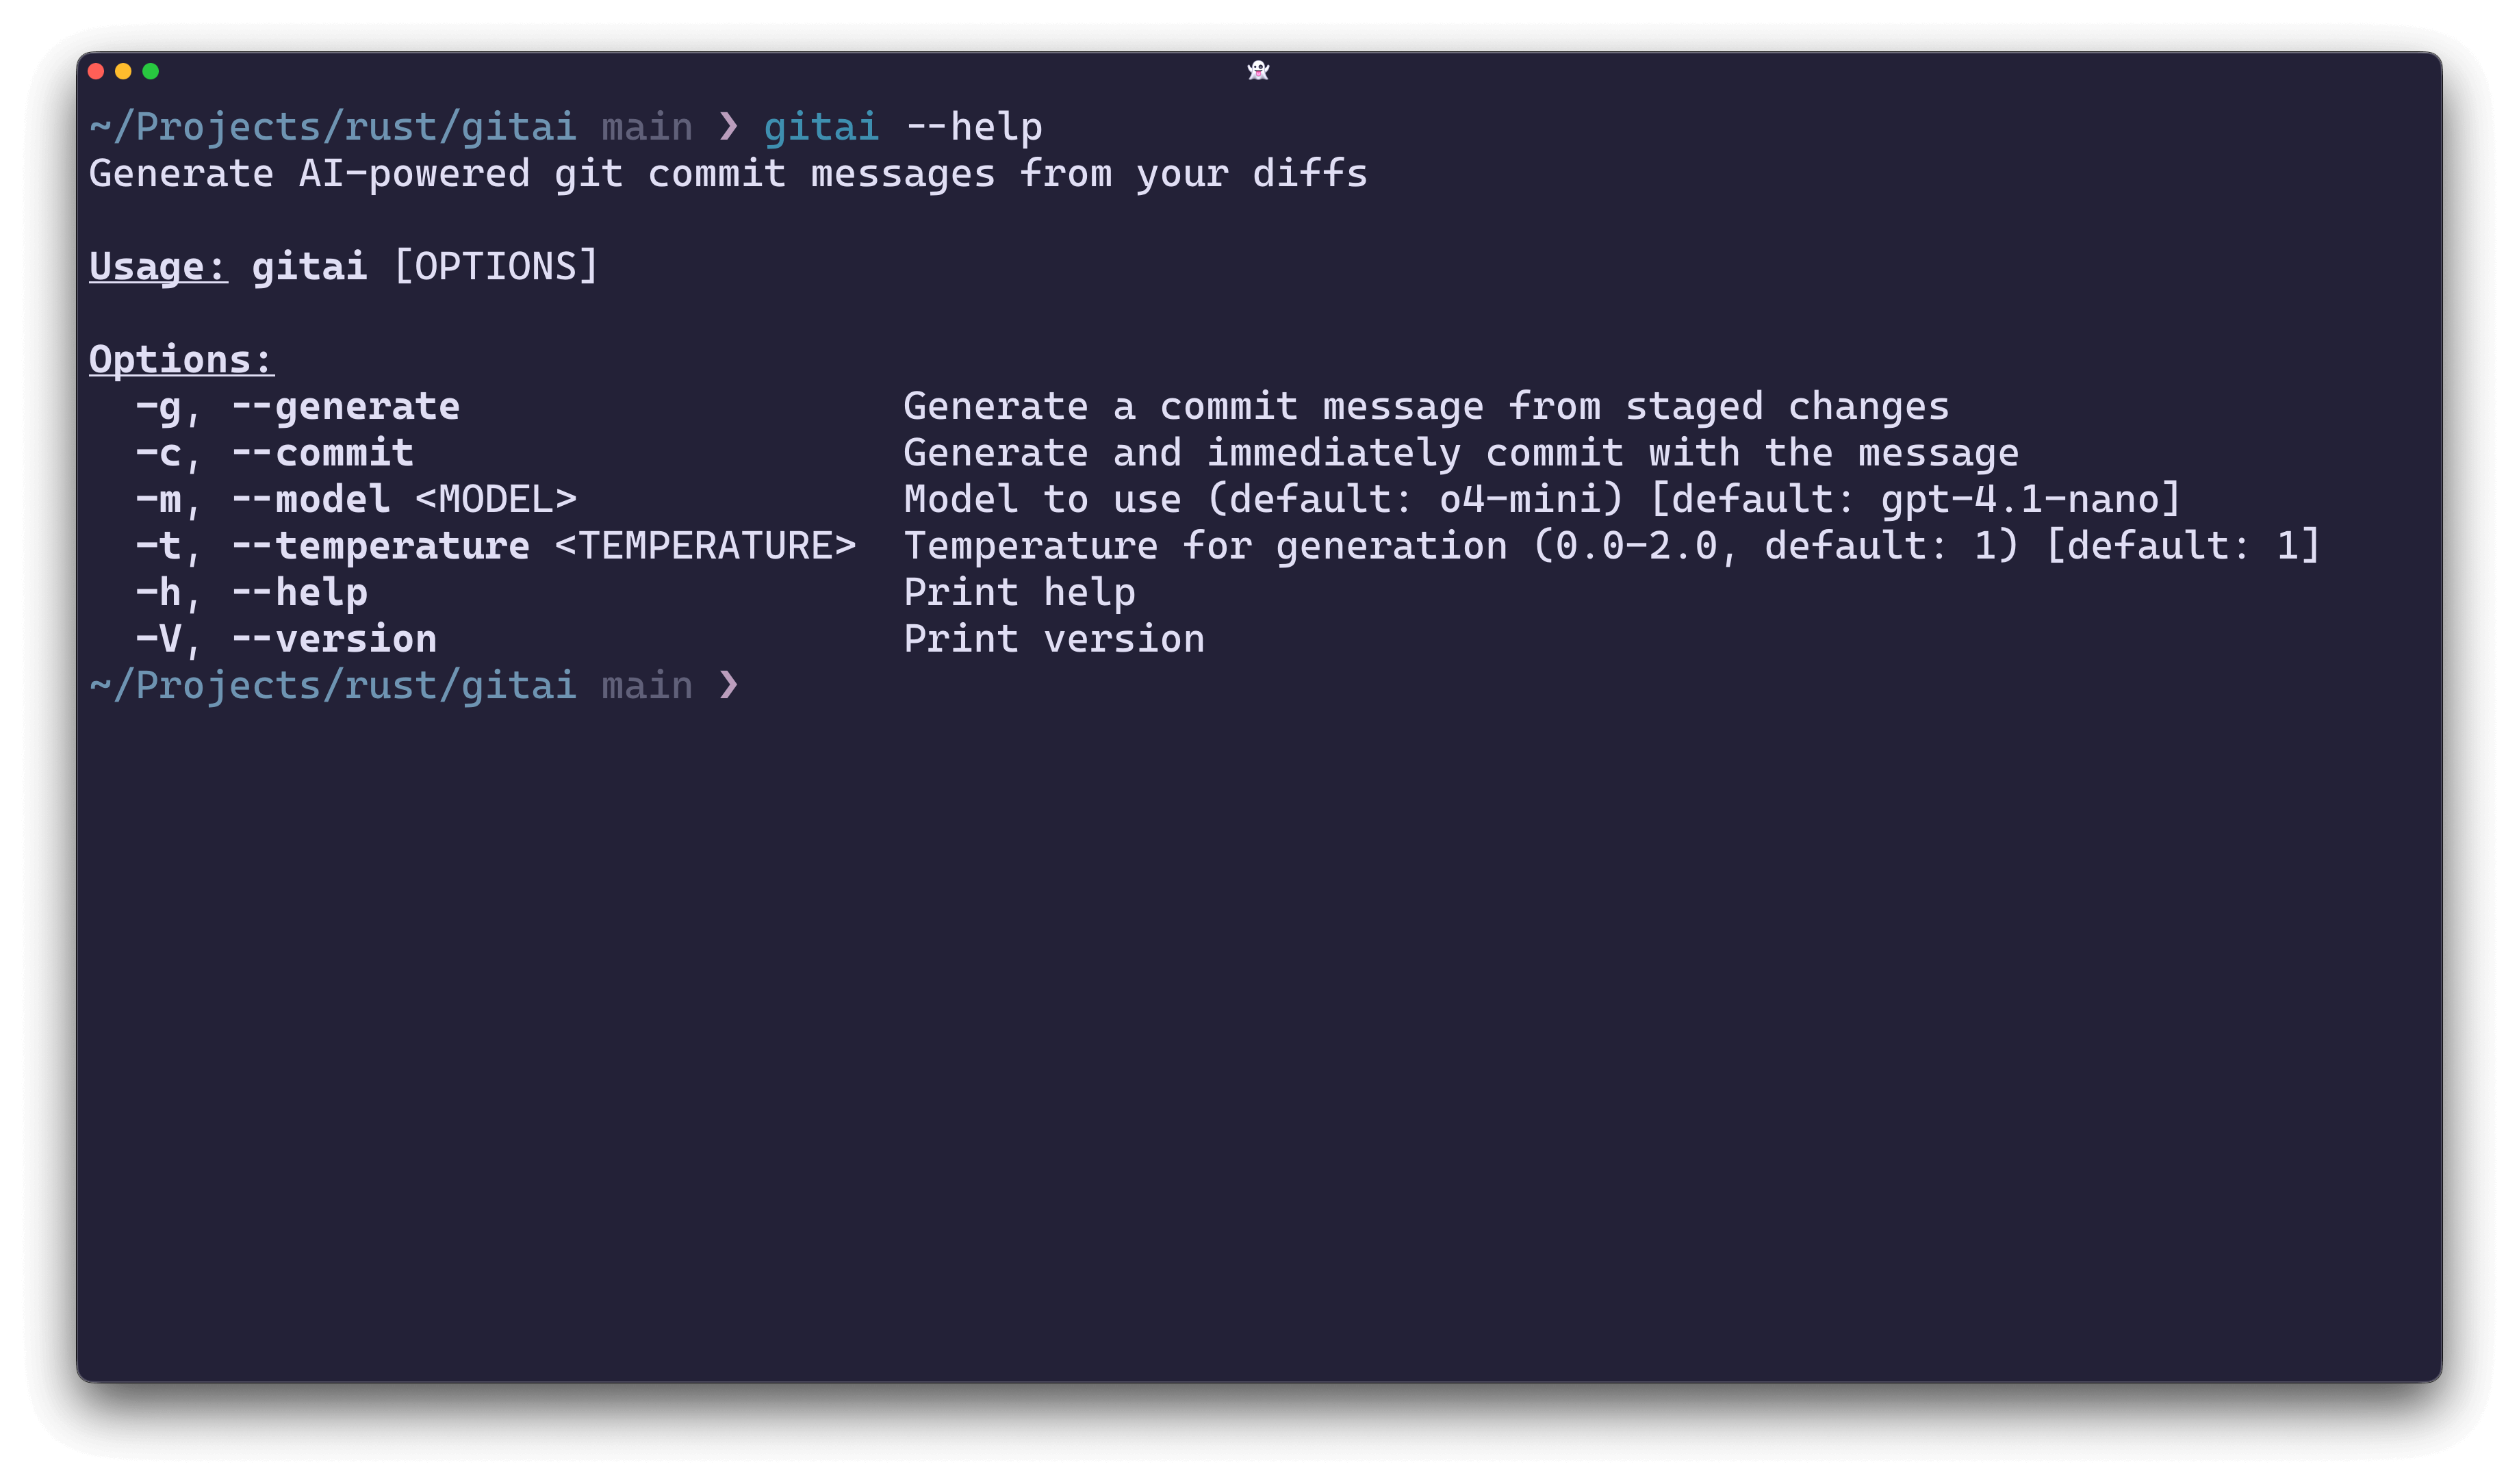 ~/Projects/rust/gitai main ❯ gitai --help
Generate AI-powered git commit messages from your diffs
Usage: gitai [OPTIONS]
Options:
-g, --generate Generate a commit message from staged changes
-c, --commit Generate and immediately commit with the message
-m, --model <MODEL> Model to use (default: o4-mini) [default: gpt-4.1-nano]
-t, --temperature <TEMPERATURE> Temperature for generation (0.0-2.0, default: 1) [default: 1]
-h, --help Print help
-V, --version Print version
~/Projects/rust/gitai main ❯